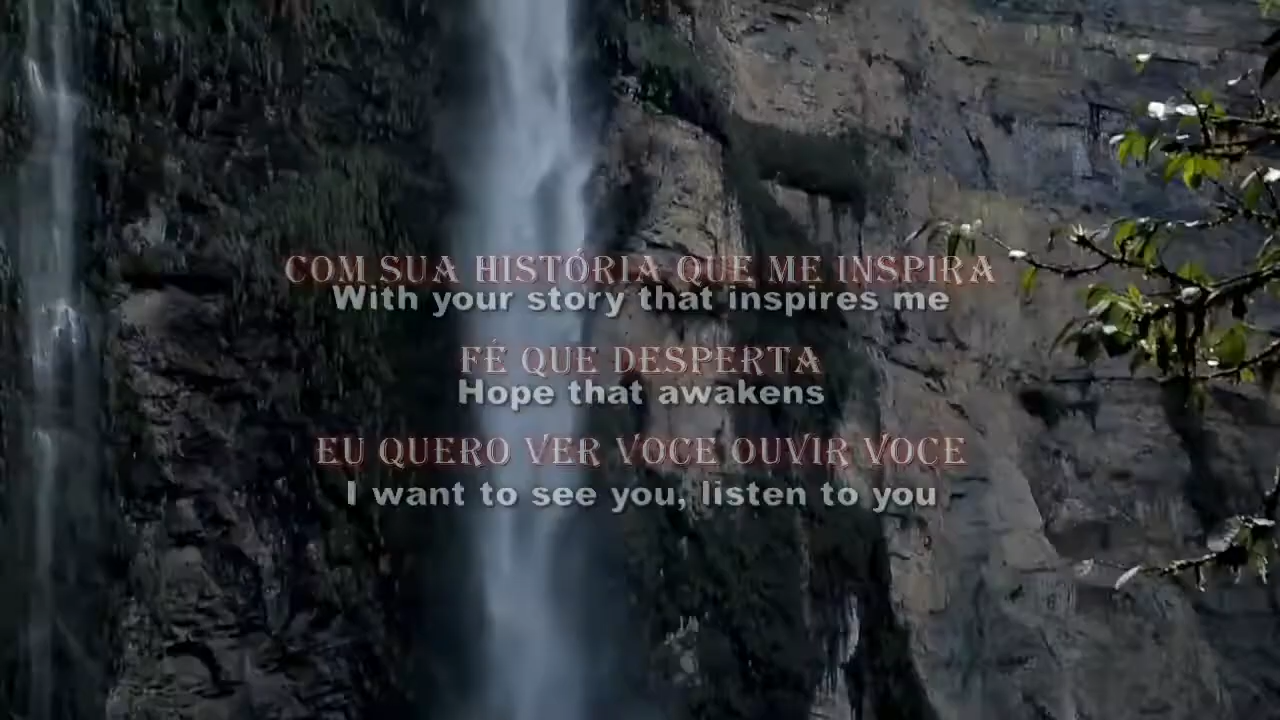 COM SUA HISTÓRIA QUE ME INSPIRA
With your story that inspires me
FÉ QUE DESPERTA
Hope that awakens
EU QUERO VER VOCE OUVIR VOCE
I want to see you, listen to you